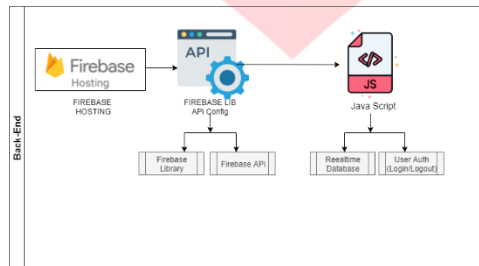 Back-End
Firebase
Hosting
FIREBASE
HOSTING
API
FIREBASE LIB
API Config
JS
Java Script
Firebase
Library
Firebase API
Reealtime
Database
User Auth
(Login/Logout)